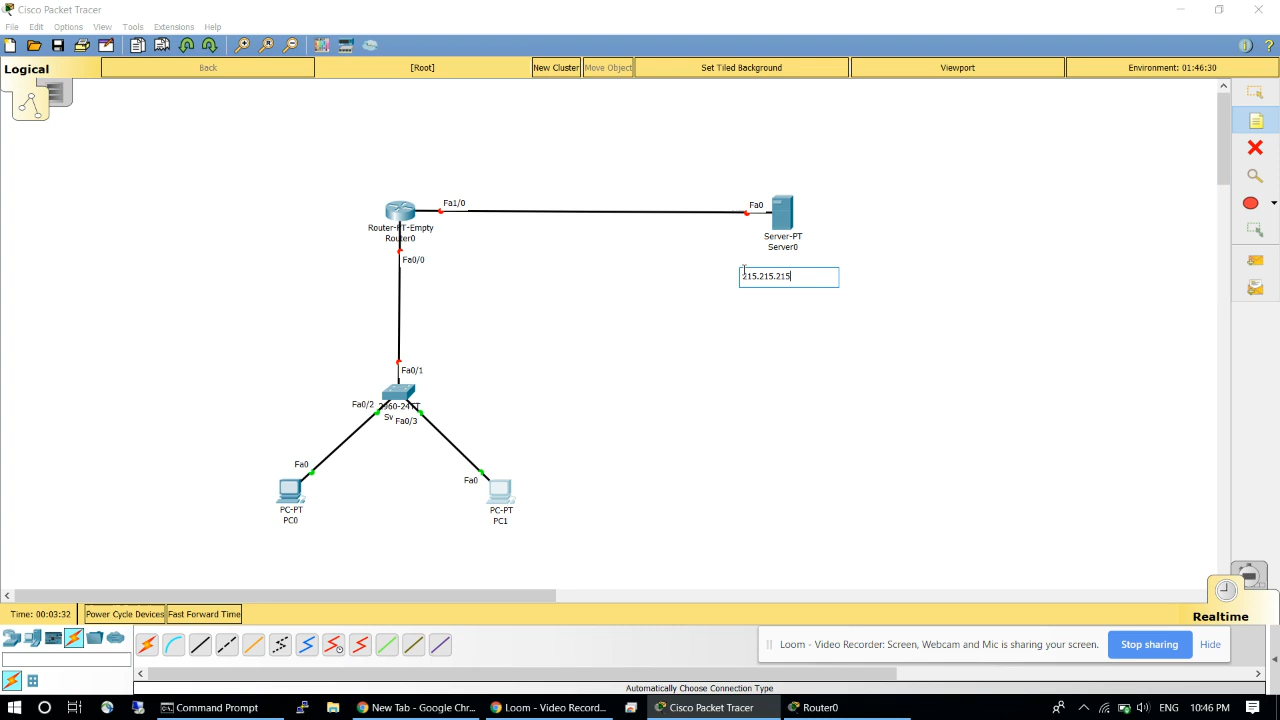 Cisco Packet Tracer
File Edit Options View Tools Extensions Help
Logical
Back
[Root]
New Cluster
Move Object
Set Tiled Background
Viewport
Environment: 01:46:30
Fa1/0
Fa0
Router-PT-Empty
Router0
Server-PT
Server0
Fa0/0
215.215.215
Fa0/1
Fa0/2
2960-24TT
Sv
Fa0/3
Fa0
Fa0
PC-PT
PC0
PC-PT
PC1
Time: 00:03:32
Power Cycle Devices
Fast Forward Time
Realtime
Loom - Video Recorder: Screen, Webcam and Mic is sharing your screen.
Stop sharing
Hide
Automatically Choose Connection Type
Command Prompt
New Tab - Google Chr...
Loom - Video Record...
Cisco Packet Tracer
Router0
ENG
10:46 PM